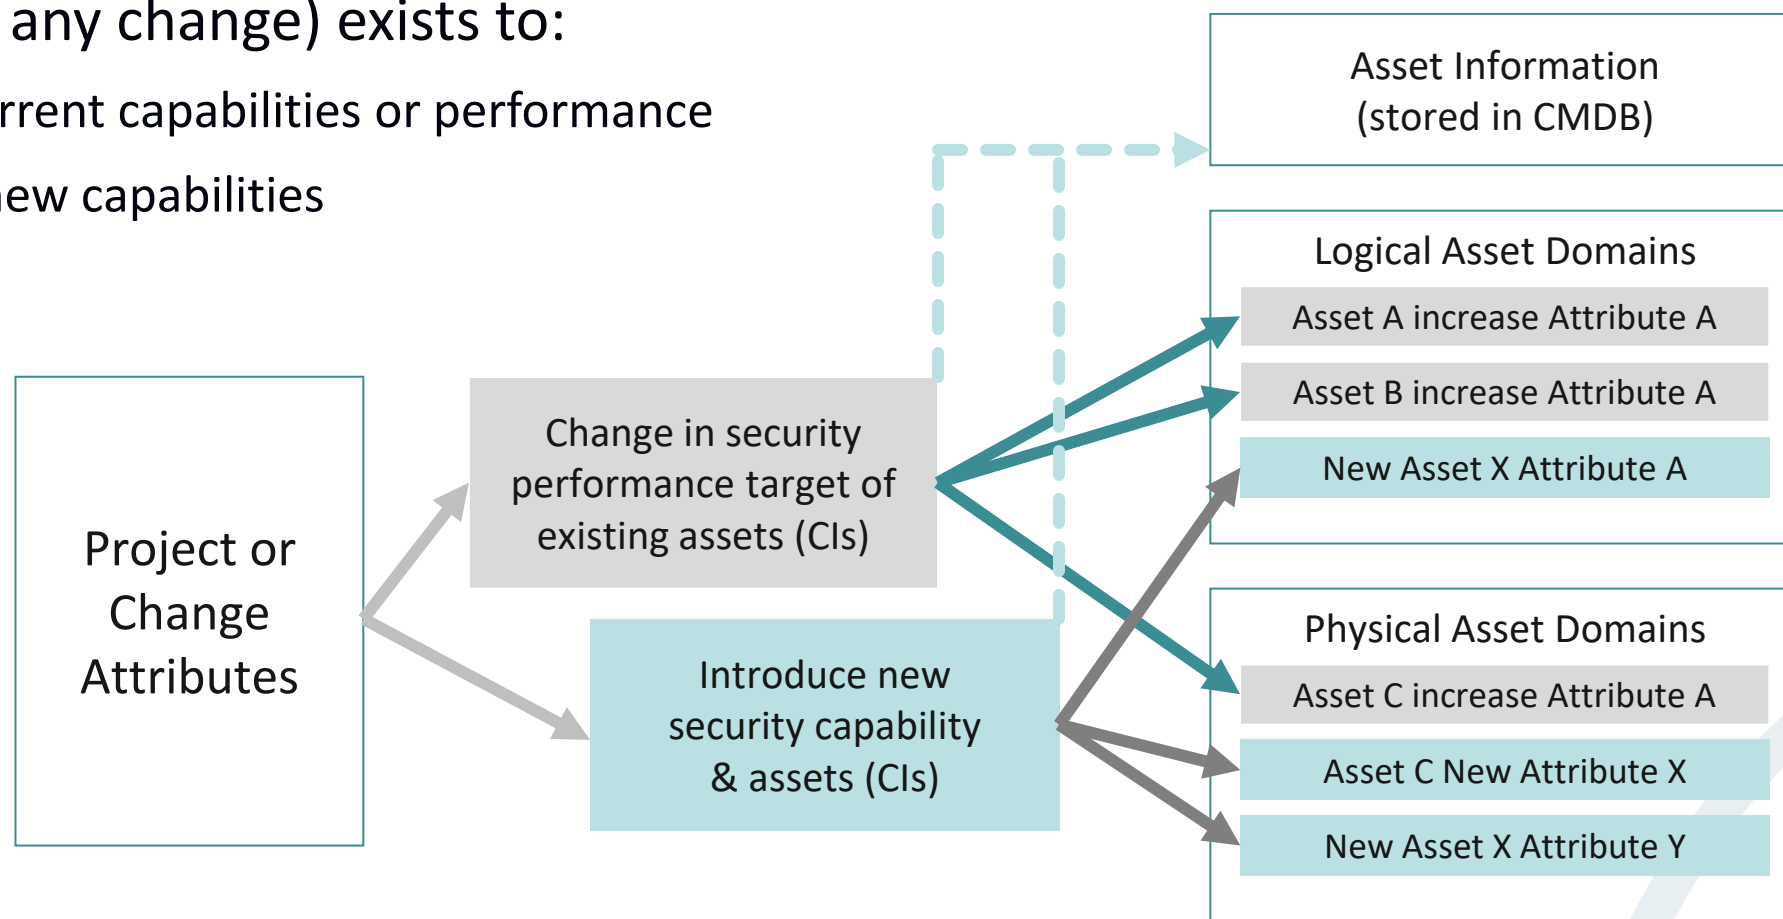 any change) exists to:
rrent capabilities or performance
new capabilities
Asset Information
(stored in CMDB)
Logical Asset Domains
Asset A increase Attribute A
Asset B increase Attribute A
New Asset X Attribute A
Project or
Change
Attributes
Change in security
performance target of
existing assets (CIs)
Introduce new
security capability
& assets (CIs)
Physical Asset Domains
Asset C increase Attribute A
Asset C New Attribute X
New Asset X Attribute Y